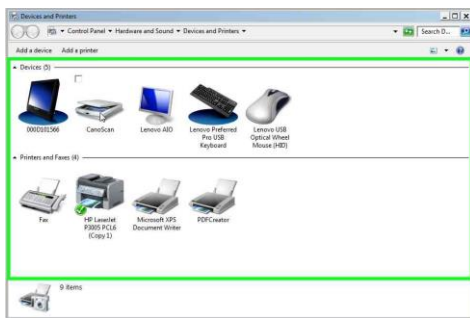 Devices and Printers
Control Panel ▸ Hardware and Sound ▸ Devices and Printers
Search D...
Add a device Add a printer
Devices (5)
000D101566
CanoScan
Lenovo AIO
Lenovo Preferred
Pro USB
Keyboard
Lenovo USB
Optical Wheel
Mouse (HID)
Printers and Faxes (4)
Fax
HP LaserJet
P3005 PCL6
(Copy 1)
Microsoft XPS
Document Writer
PDFCreator
9 items